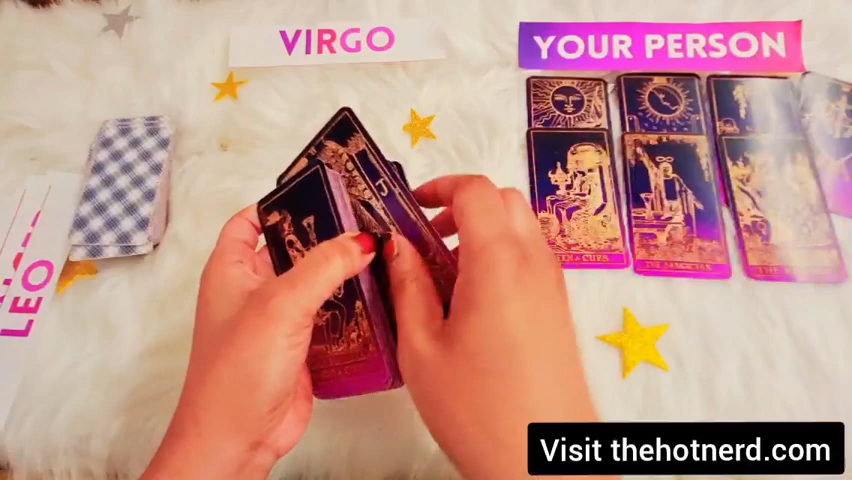 VIRGO
YOUR PERSON
LEO
QUEEN of CUPS
THE MAGICIAN
Visit thehotnerd.com